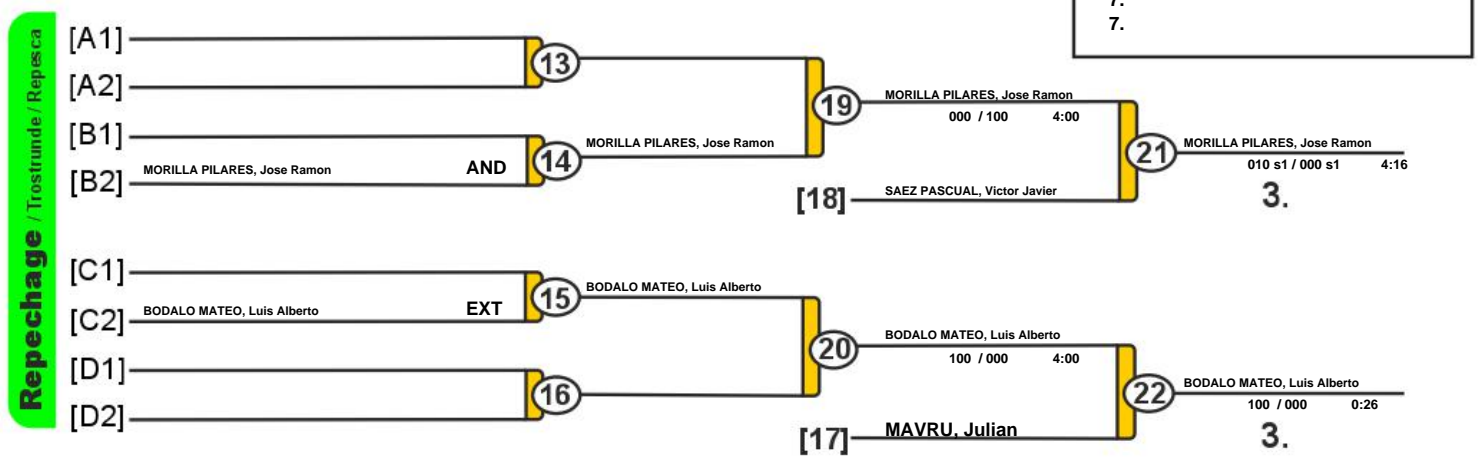 7.
7.
Repechage / Trostrunde / Repesca
[A1]
[A2]
13
[B1]
[B2] MORILLA PILARES, Jose Ramon AND
14 MORILLA PILARES, Jose Ramon
19 MORILLA PILARES, Jose Ramon
000 / 100 4:00
[18] SAEZ PASCUAL, Victor Javier
21 MORILLA PILARES, Jose Ramon
010 s1 / 000 s1 4:16
3.
[C1]
[C2] BODALO MATEO, Luis Alberto EXT
15 BODALO MATEO, Luis Alberto
[D1]
[D2]
16
20 BODALO MATEO, Luis Alberto
100 / 000 4:00
[17] MAVRU, Julian
22 BODALO MATEO, Luis Alberto
100 / 000 0:26
3.